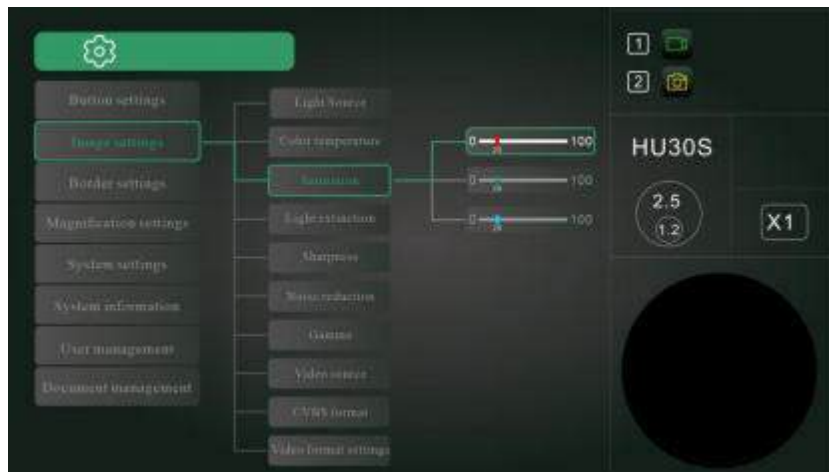 Button settings
Image settings
Border settings
Magnification settings
System settings
System information
User management
Document management
Light Source
Color temperature
Saturation
Light extinction
Sharpness
Noise reduction
Gamma
Video source
CVBS format
Video format settings
0 100
0 100
0 100
1
2
HU30S
2.5
1.2
X1